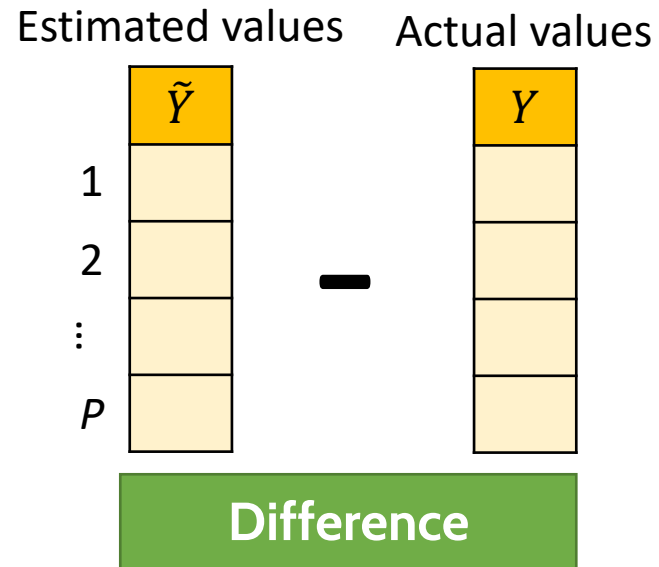 Estimated values Actual values
Ỹ Y
1
2
⋮
P
Difference